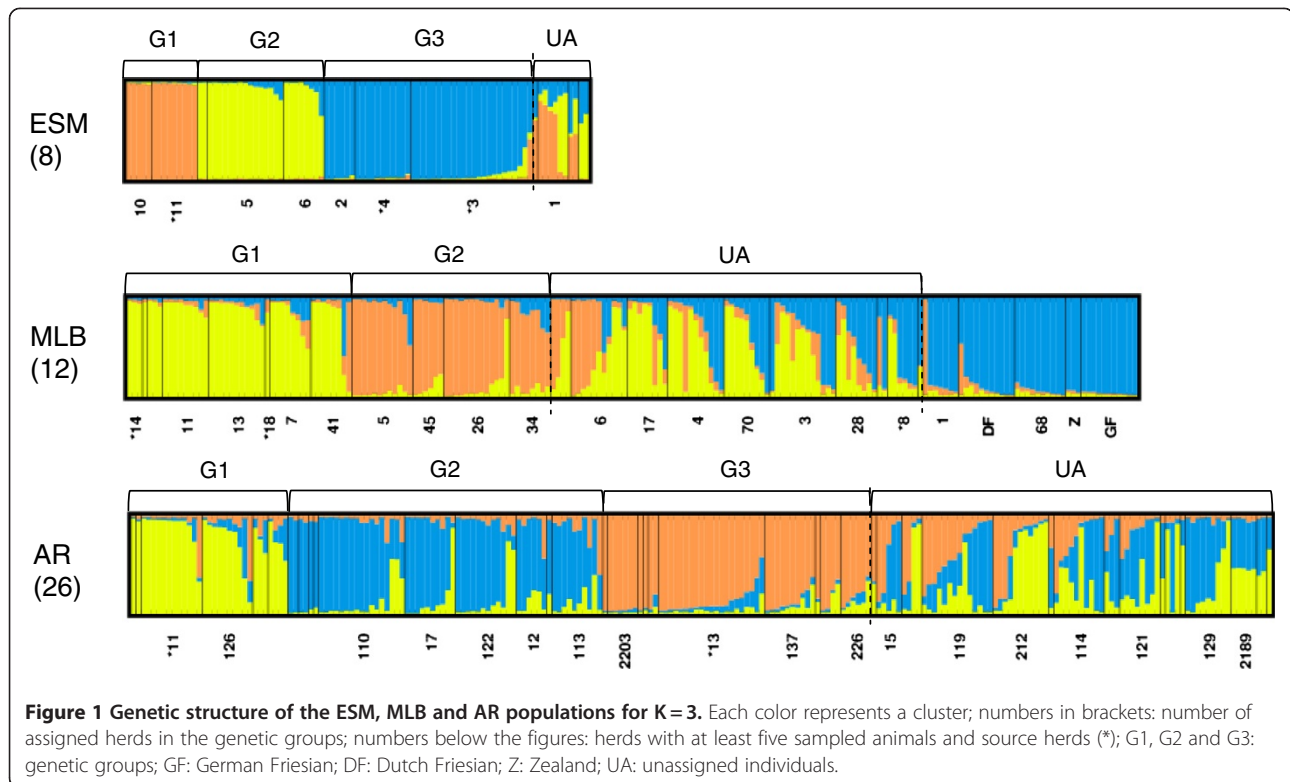 G1 G2 G3 UA
ESM
(8)
10 *11 5 6 2 *4 *3 1
G1 G2 UA
MLB
(12)
*14 11 13 *18 7 41 5 45 26 34 6 17 4 70 3 28 *8 1 DF 68 Z GF
G1 G2 G3 UA
AR
(26)
*11 126 110 17 122 12 113 2203 *13 137 226 15 119 212 114 121 129 2189
Figure 1 Genetic structure of the ESM, MLB and AR populations for K = 3. Each color represents a cluster; numbers in brackets: number of
assigned herds in the genetic groups; numbers below the figures: herds with at least five sampled animals and source herds (*); G1, G2 and G3:
genetic groups; GF: German Friesian; DF: Dutch Friesian; Z: Zealand; UA: unassigned individuals.